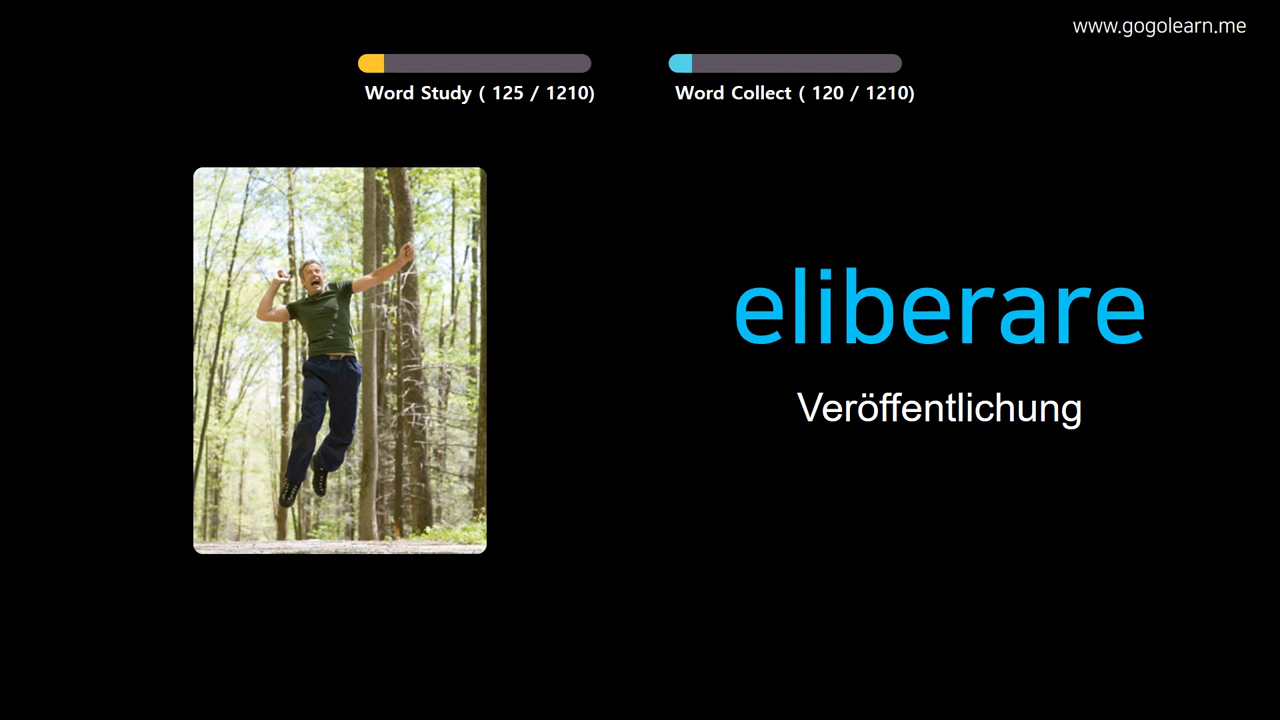 www.gogolearn.me
Word Study ( 125 / 1210)
Word Collect ( 120 / 1210)
eliberare
Veröffentlichung